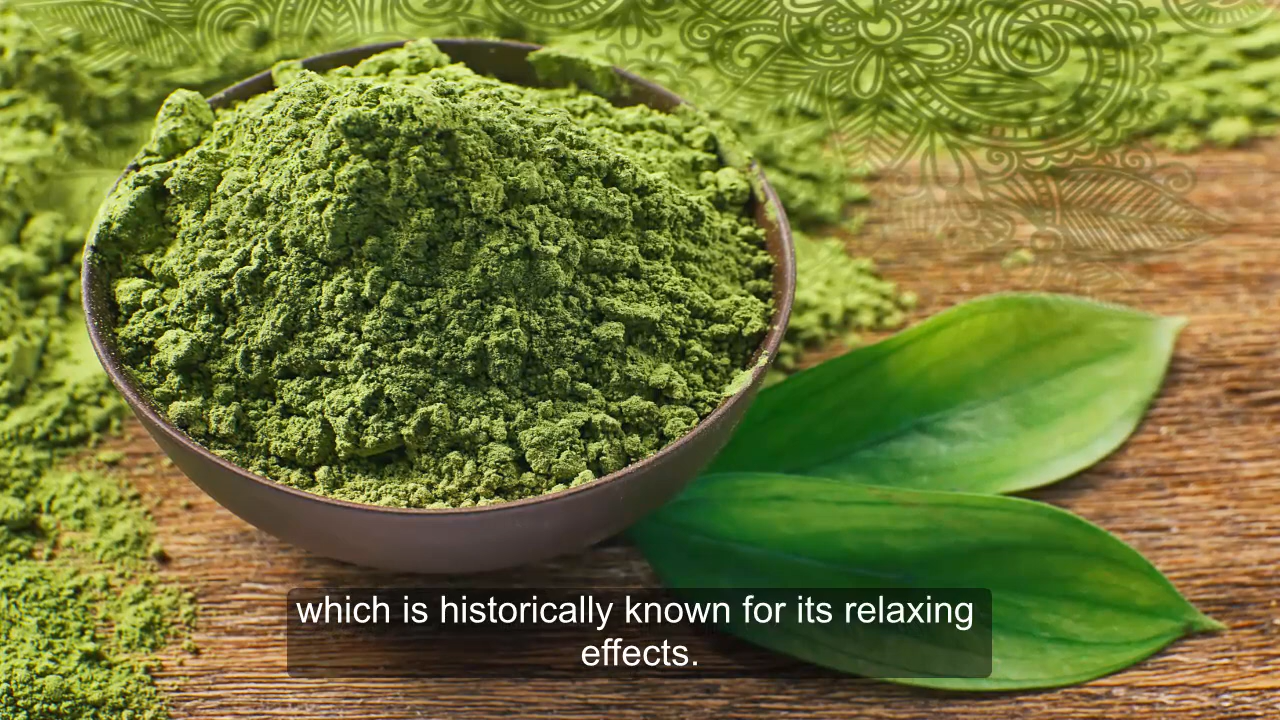 which is historically known for its relaxing
effects.